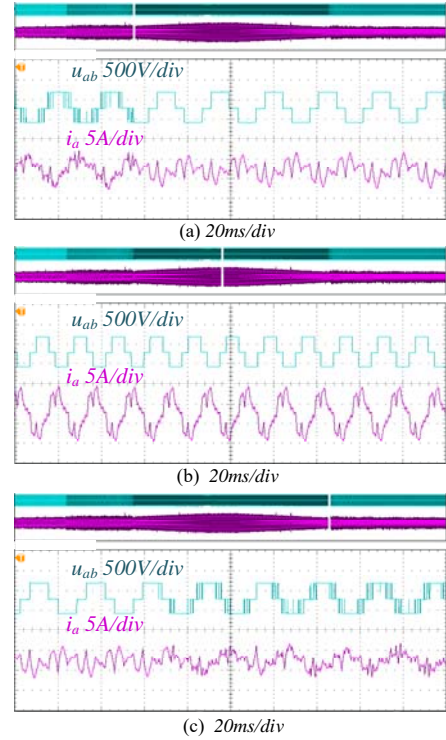 u_ab 500V/div
i_a 5A/div
(a) 20ms/div
u_ab 500V/div
i_a 5A/div
(b) 20ms/div
u_ab 500V/div
i_a 5A/div
(c) 20ms/div